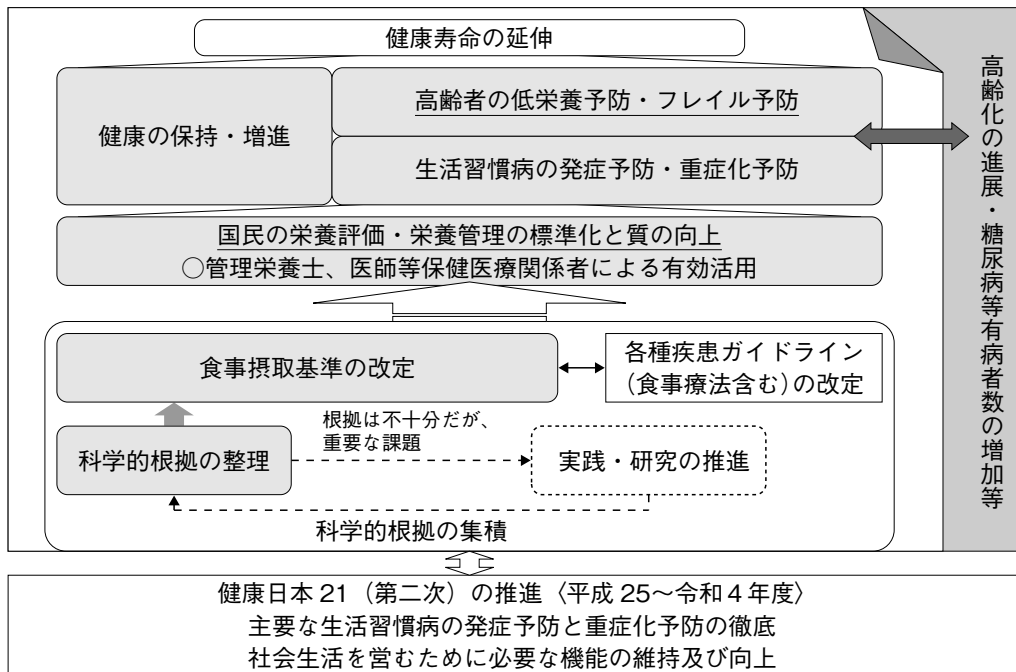 健康寿命の延伸
健康の保持・増進
高齢者の低栄養予防・フレイル予防
生活習慣病の発症予防・重症化予防
高齢化の進展・糖尿病等有病者数の増加等
国民の栄養評価・栄養管理の標準化と質の向上
○管理栄養士、医師等保健医療関係者による有効活用
食事摂取基準の改定
各種疾患ガイドライン
(食事療法含む)の改定
根拠は不十分だが、
重要な課題
科学的根拠の整理
実践・研究の推進
科学的根拠の集積
健康日本 21（第二次）の推進〈平成 25～令和４年度〉
主要な生活習慣病の発症予防と重症化予防の徹底
社会生活を営むために必要な機能の維持及び向上